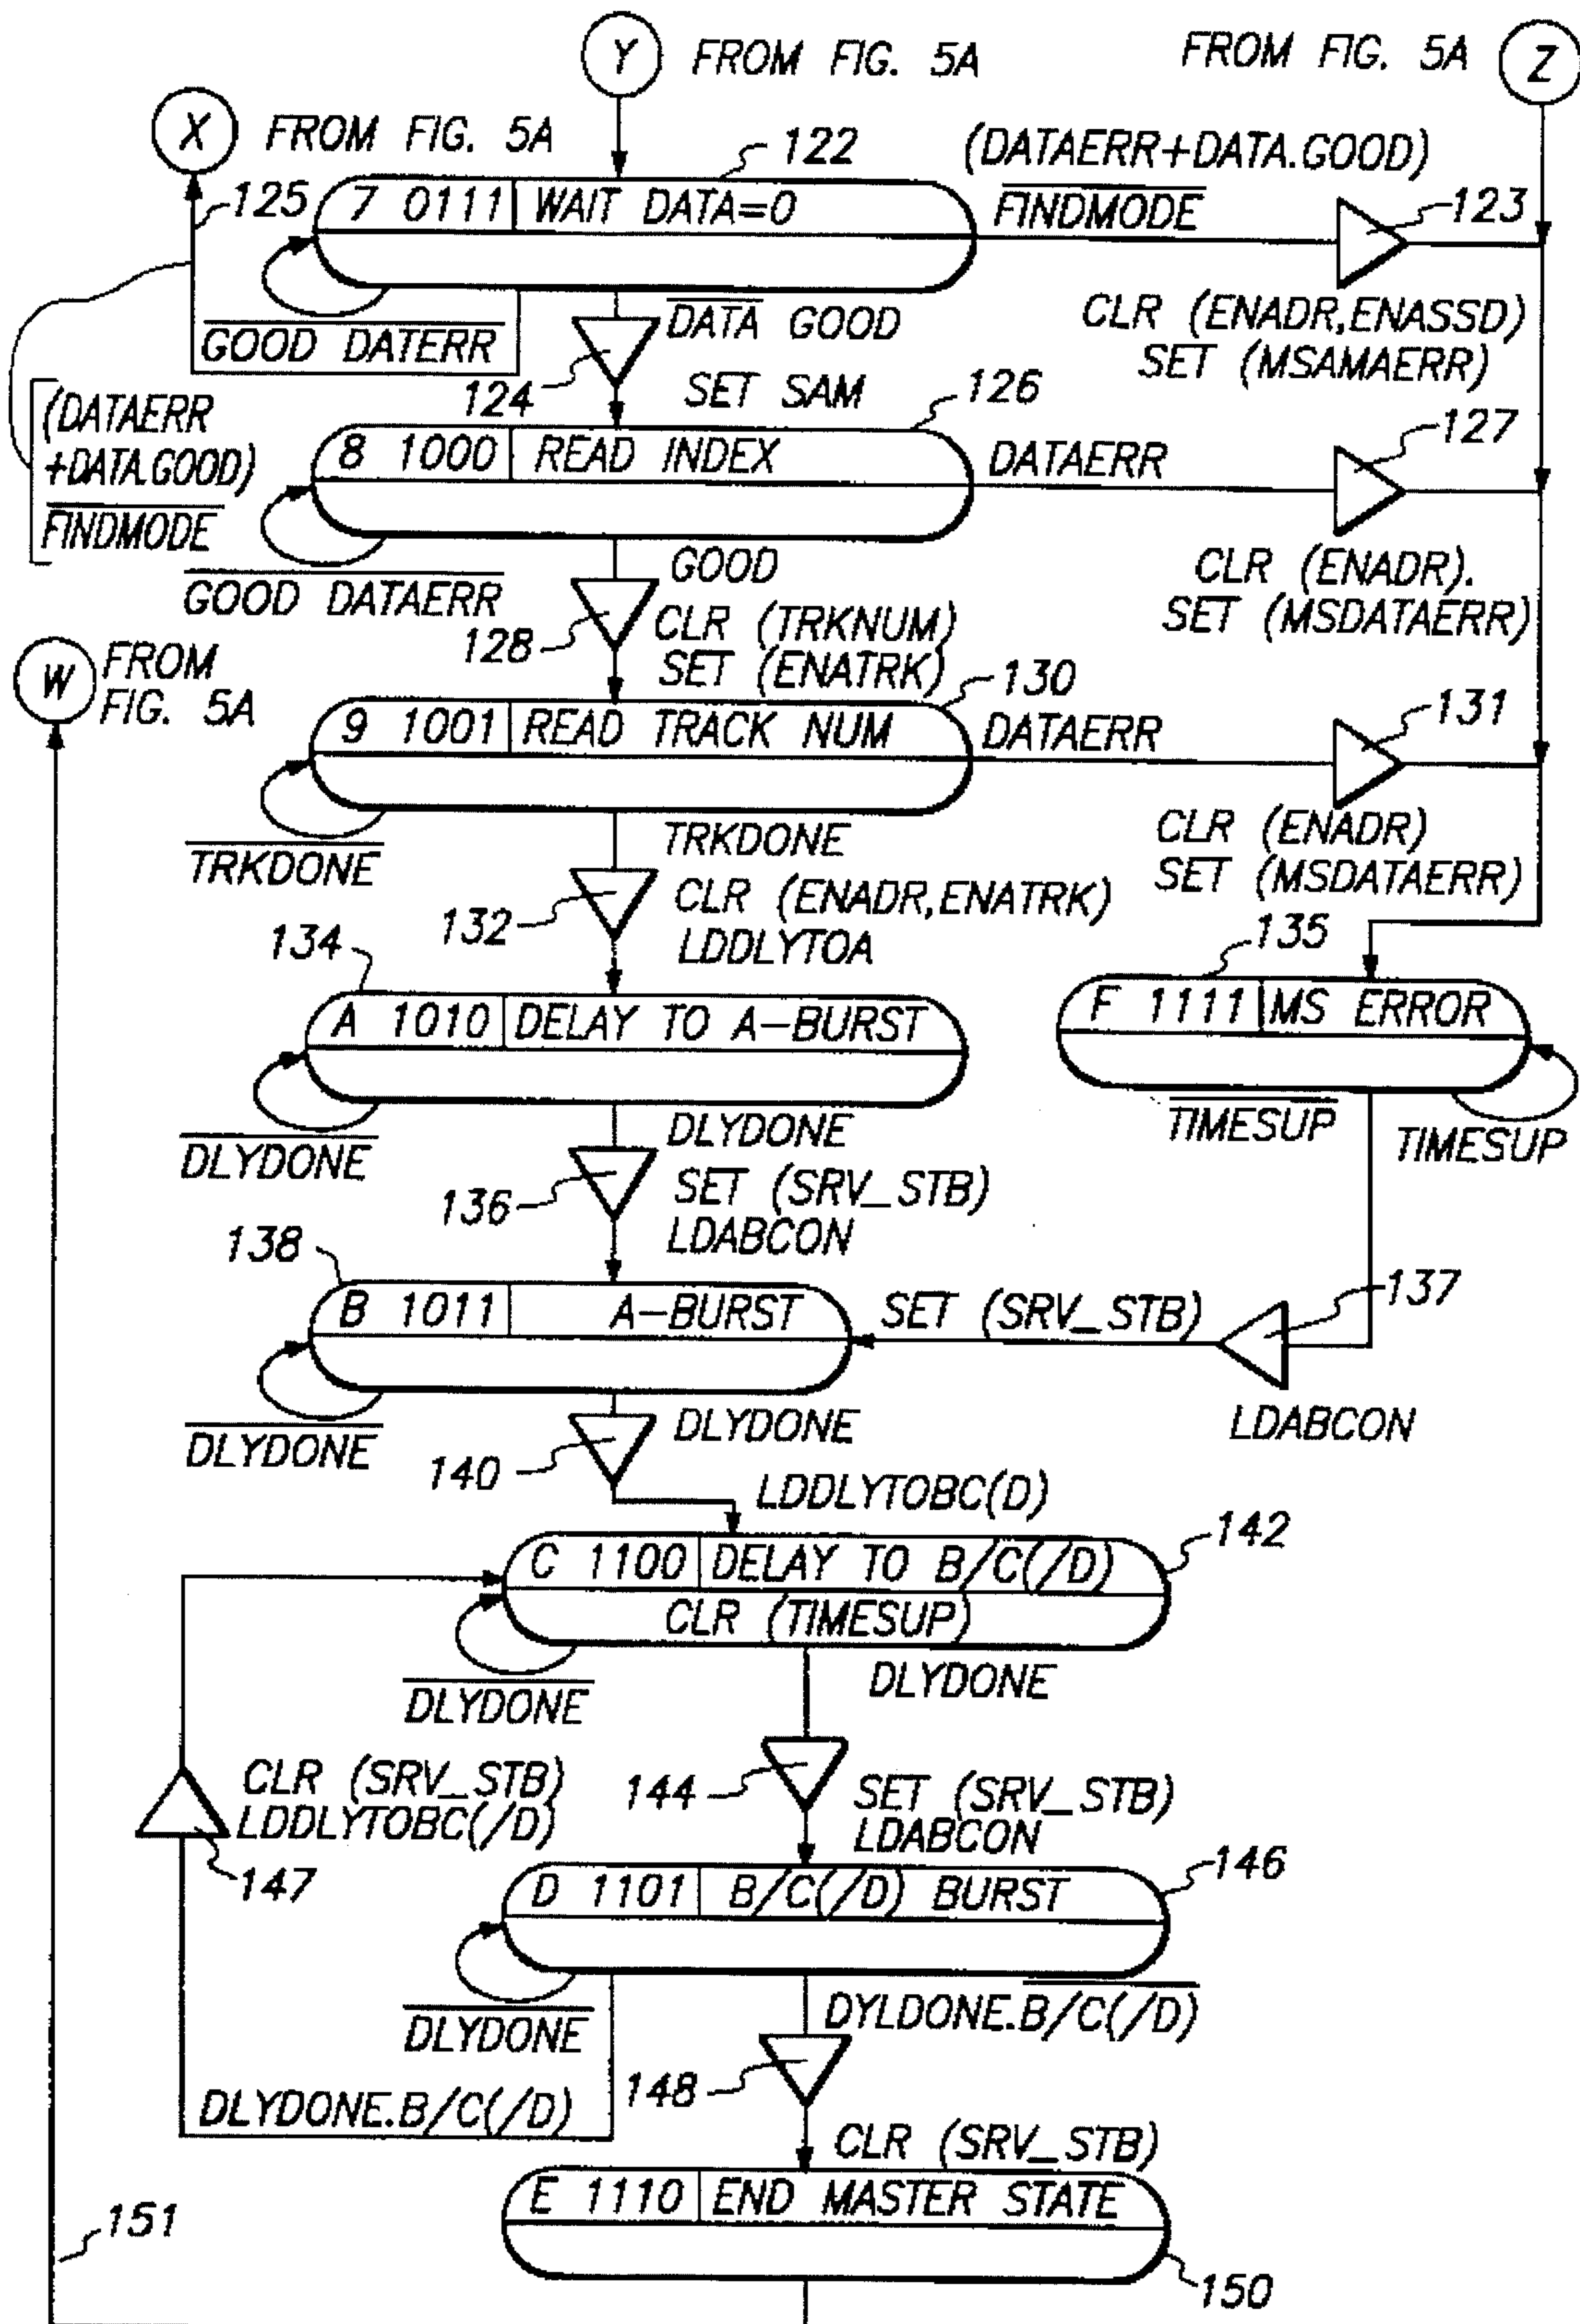 Y FROM FIG. 5A
FROM FIG. 5A Z
X FROM FIG. 5A
122
(DATAERR+DATA.GOOD)
FINDMODE
123
125
7 0111 WAIT DATA=0
CLR (ENADR,ENASSD)
SET (MSAMAERR)
GOOD DATERR
DATA GOOD
124
SET SAM
126
(DATAERR
+DATA.GOOD)
FINDMODE
8 1000 READ INDEX
DATAERR
127
GOOD DATAERR
GOOD
CLR (ENADR).
SET (MSDATAERR)
128
CLR (TRKNUM)
SET (ENATRK)
W FROM
FIG. 5A
130
9 1001 READ TRACK NUM
DATAERR
131
TRKDONE
TRKDONE
CLR (ENADR)
SET (MSDATAERR)
132
CLR (ENADR,ENATRK)
LDDLYTOA
134
135
A 1010 DELAY TO A-BURST
F 1111 MS ERROR
DLYDONE
DLYDONE
TIMESUP
TIMESUP
136
SET (SRV_STB)
LDABCON
138
137
B 1011 A-BURST
SET (SRV_STB)
LDABCON
DLYDONE
DLYDONE
140
LDDLYTOBC(D)
142
C 1100 DELAY TO B/C(/D)
CLR (TIMESUP)
DLYDONE
DLYDONE
CLR (SRV_STB)
LDDLYTOBC(/D)
147
144
SET (SRV_STB)
LDABCON
146
D 1101 B/C(/D) BURST
DLYDONE
DYLDONE.B/C(/D)
DLYDONE.B/C(/D)
148
CLR (SRV_STB)
E 1110 END MASTER STATE
151
150